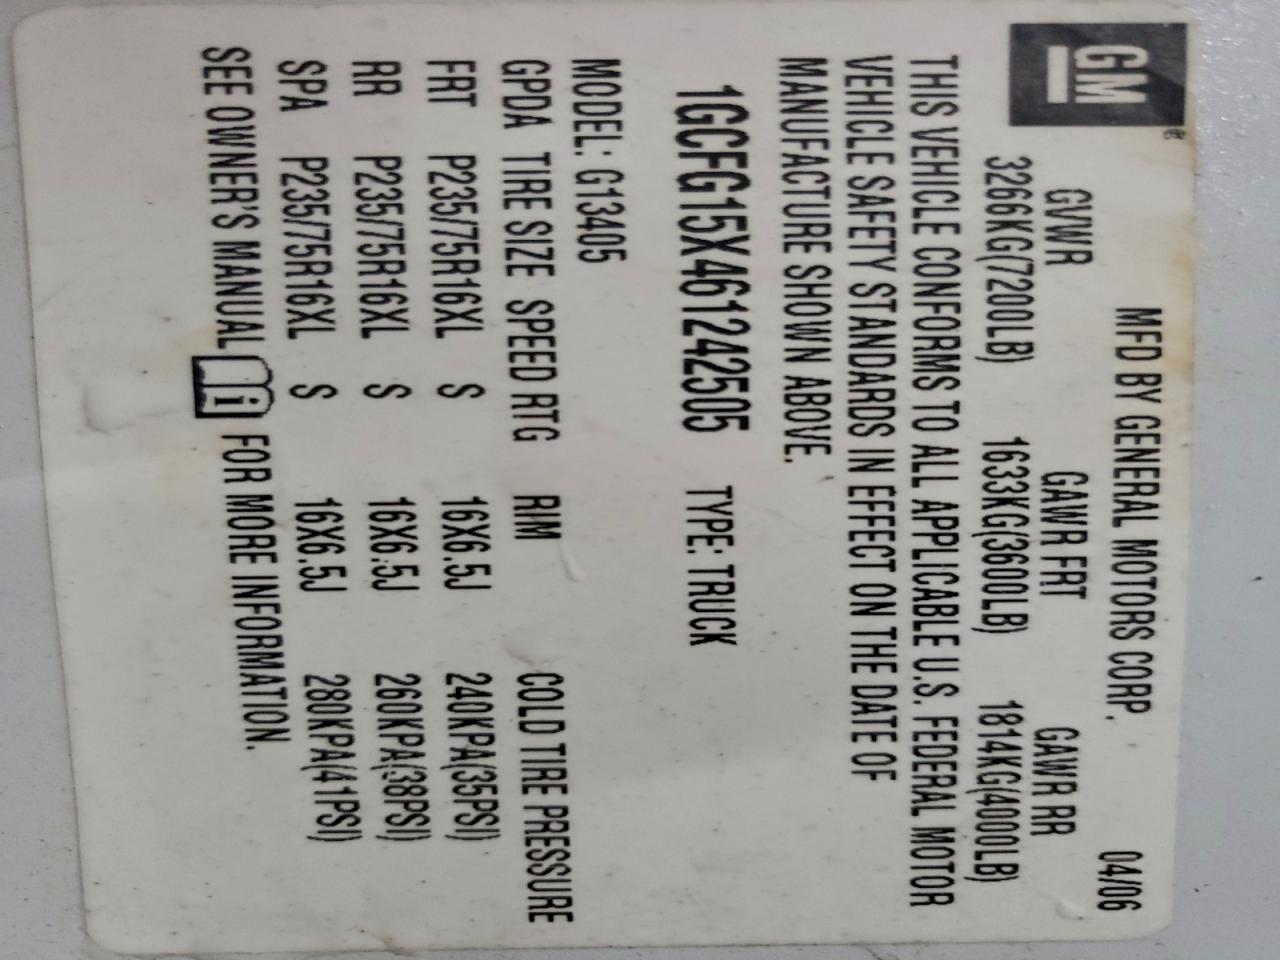 GM
MFD BY GENERAL MOTORS CORP. 04/06
GVWR GAWR FRT GAWR RR
3266KG(7200LB) 1633KG(3600LB) 1814KG(4000LB)
THIS VEHICLE CONFORMS TO ALL APPLICABLE U.S. FEDERAL MOTOR
VEHICLE SAFETY STANDARDS IN EFFECT ON THE DATE OF
MANUFACTURE SHOWN ABOVE.
1GCFG15X461242505 TYPE: TRUCK
MODEL: G13405
GPDA TIRE SIZE SPEED RTG RIM COLD TIRE PRESSURE
FRT P235/75R16XL S 16X6.5J 240KPA(35PSI)
RR P235/75R16XL S 16X6.5J 260KPA(38PSI)
SPA P235/75R16XL S 16X6.5J 280KPA(41PSI)
SEE OWNER'S MANUAL i FOR MORE INFORMATION.